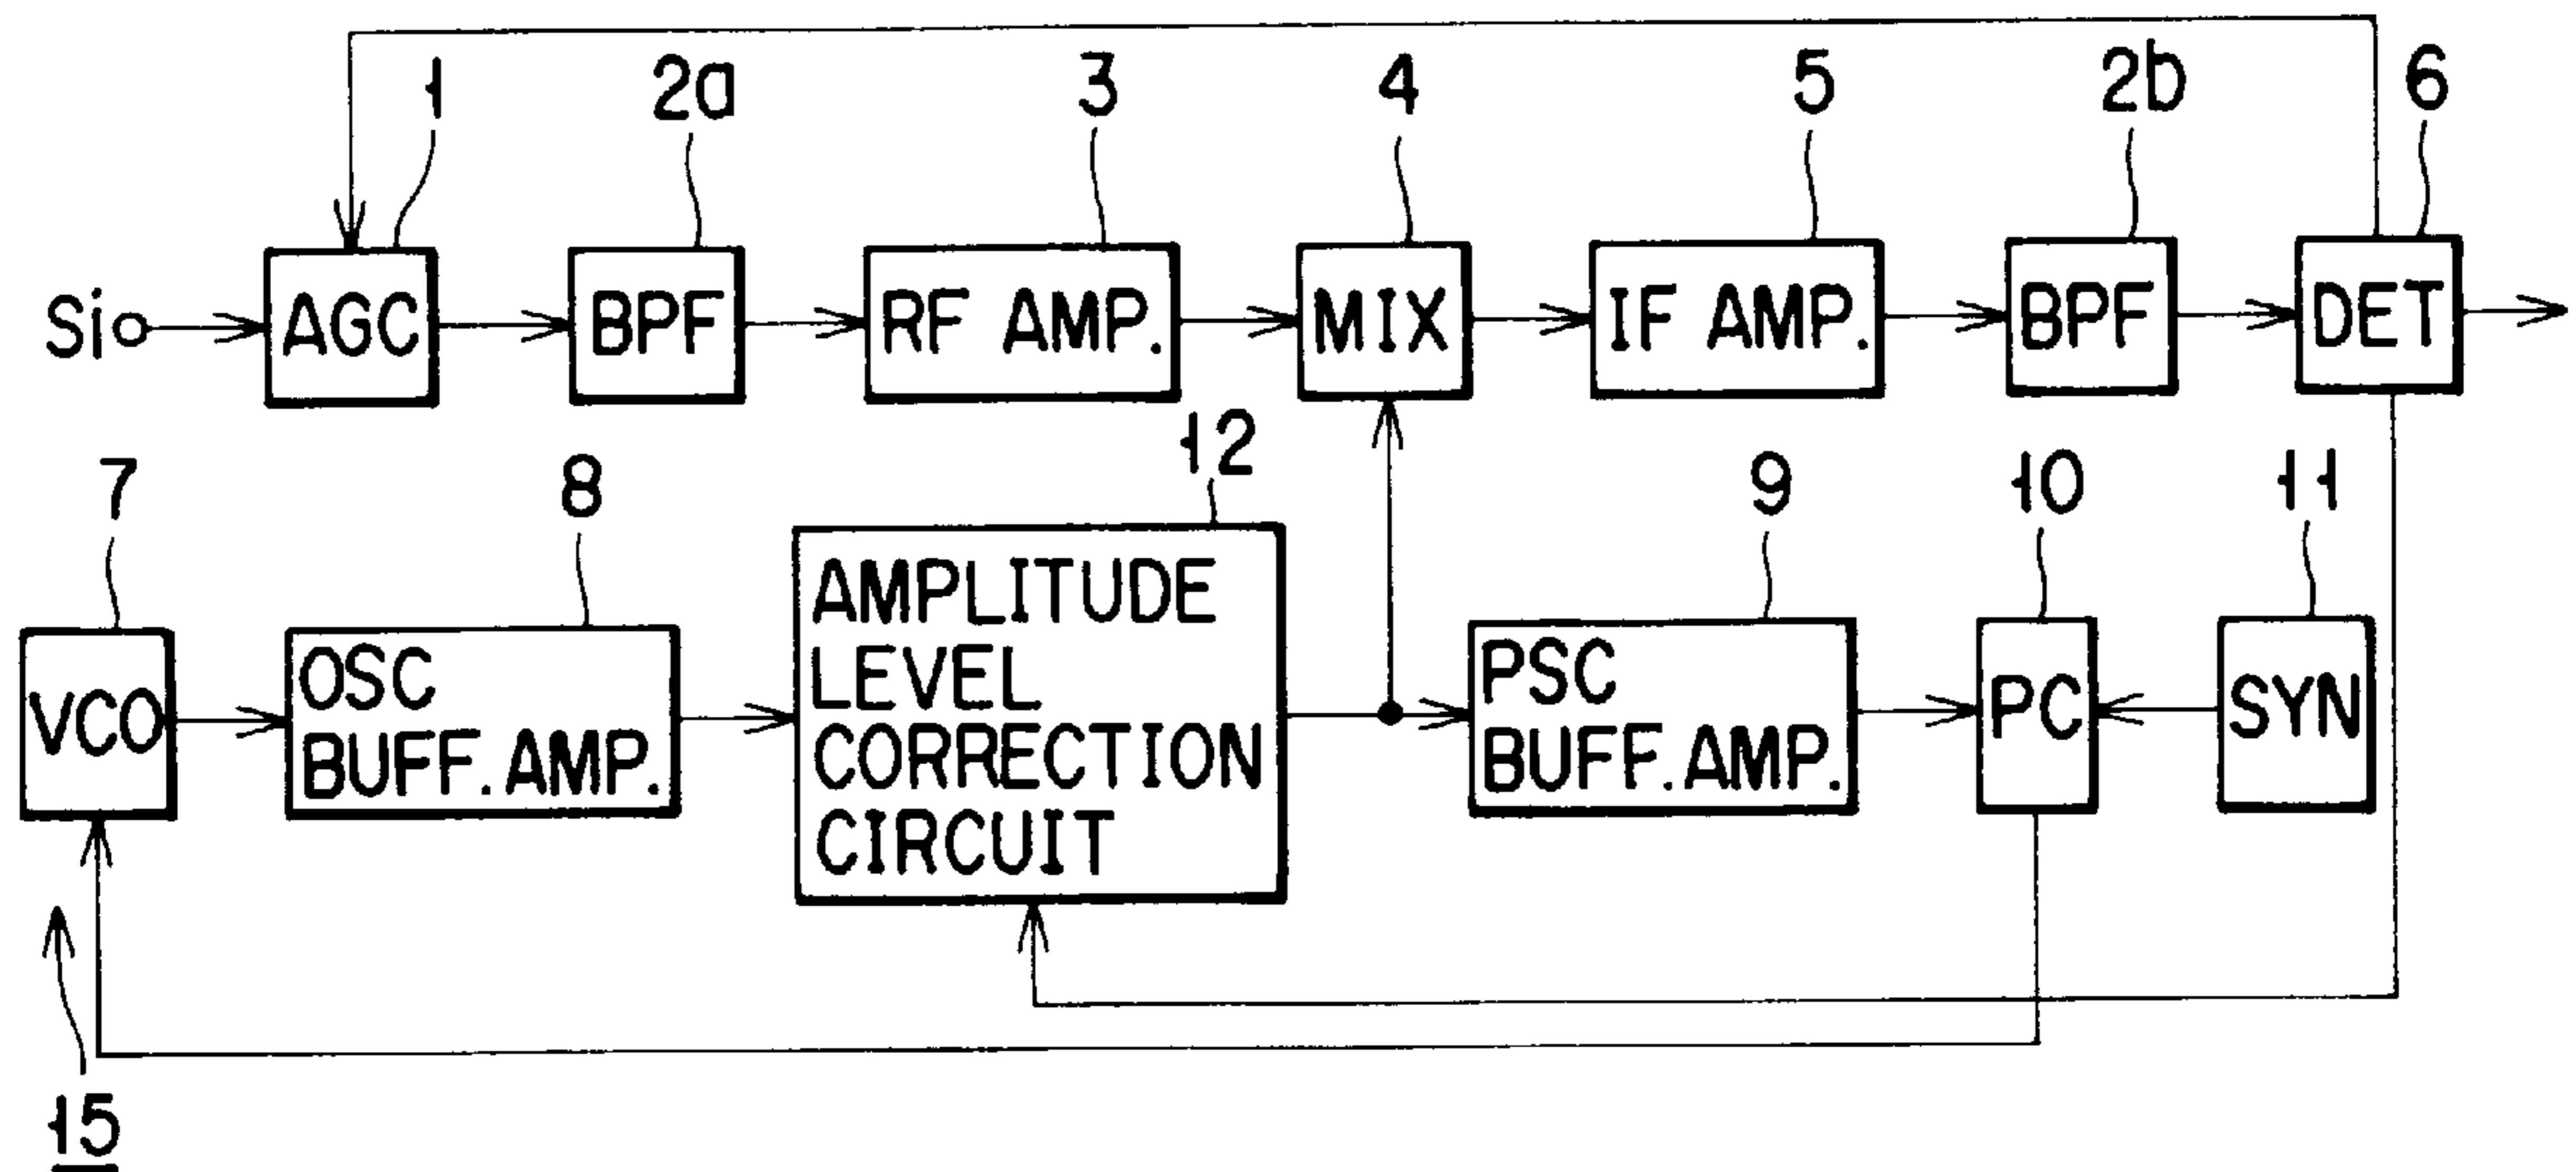 1
2a
3
4
5
2b
6
Si
AGC
BPF
RF AMP.
MIX
IF AMP.
BPF
DET
7
8
12
9
10
11
VCO
OSC
BUFF. AMP.
AMPLITUDE
LEVEL
CORRECTION
CIRCUIT
PSC
BUFF. AMP.
PC
SYN
15